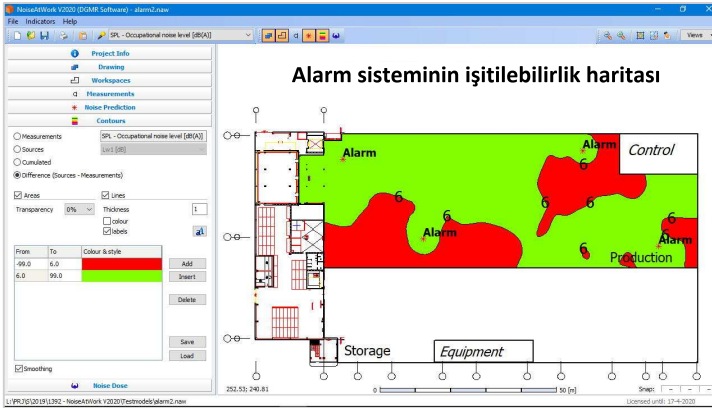 NoiseAtWork V2020 (DGMR Software) - alarm2.naw
File Indicators Help
SPL - Occupational noise level [dB(A)]
Views
Project Info
Drawing
Workspaces
Measurements
Noise Prediction
Contours
Measurements
SPL - Occupational noise level [dB(A)]
Sources
Lw1 [dB]
Cumulated
Difference (Sources - Measurements)
Areas
Lines
Transparency
0%
Thickness
1
colour
labels
a
From To Colour & style
-99.0 6.0
6.0 99.0
Add
Insert
Delete
Save
Load
Smoothing
Noise Dose
Alarm sisteminin işitilebilirlik haritası
Alarm
Alarm
Control
6
6
6
6
6
Alarm
6
6
Alarm
6
Production
Storage
Equipment
252.53; 240.81
0
50 [m]
Snap:
L:\PRJ\S\2019\L1392 - NoiseAtWork V2020\Testmodels\alarm2.naw
Licensed until: 17-4-2020